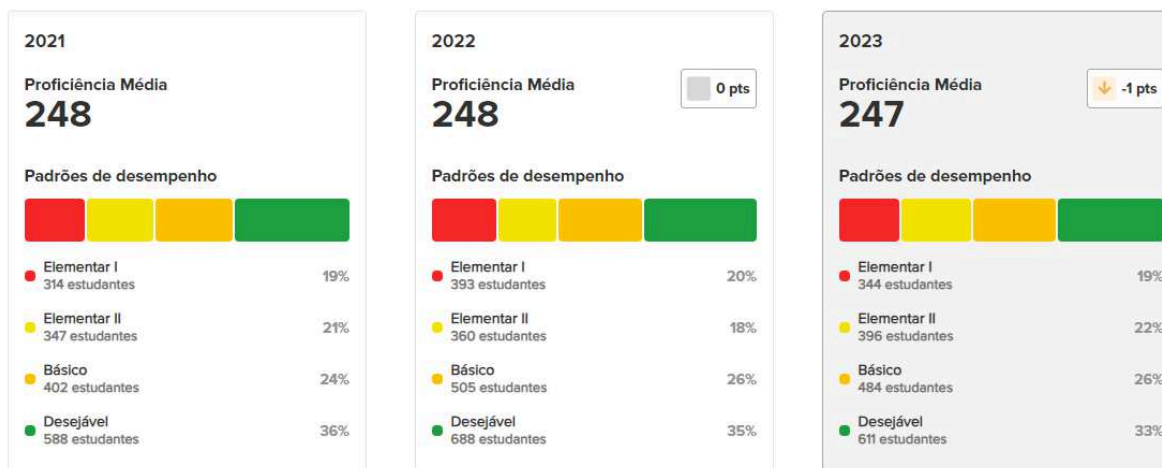 2021
Proficiência Média
248
Padrões de desempenho
Elementar I
314 estudantes
19%
Elementar II
347 estudantes
21%
Básico
402 estudantes
24%
Desejável
588 estudantes
36%
2022
Proficiência Média
0 pts
248
Padrões de desempenho
Elementar I
393 estudantes
20%
Elementar II
360 estudantes
18%
Básico
505 estudantes
26%
Desejável
688 estudantes
35%
2023
Proficiência Média
-1 pts
247
Padrões de desempenho
Elementar I
344 estudantes
19%
Elementar II
396 estudantes
22%
Básico
484 estudantes
26%
Desejável
611 estudantes
33%